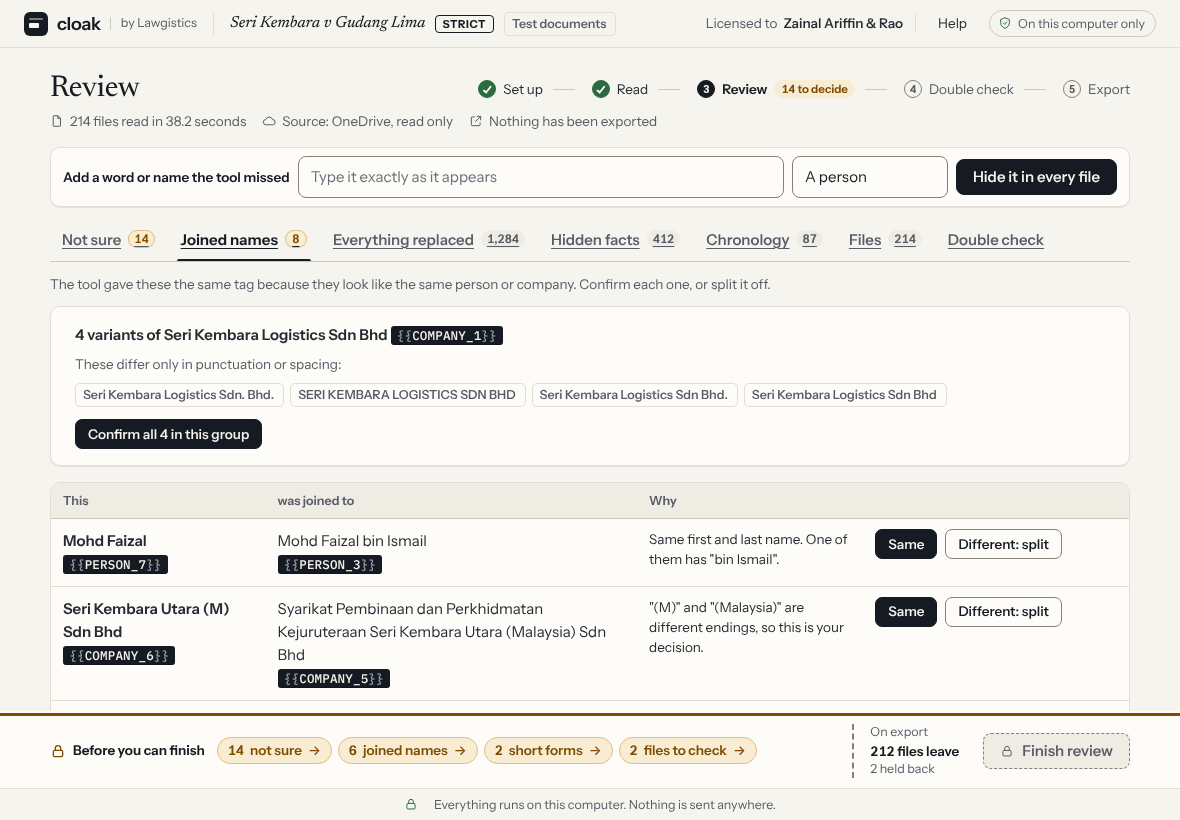 cloak by Lawgistics Seri Kembara v Gudang Lima STRICT Test documents Licensed to Zainal Ariffin & Rao Help On this computer only
Review
Set up Read 3 Review 14 to decide 4 Double check 5 Export
214 files read in 38.2 seconds Source: OneDrive, read only Nothing has been exported
Add a word or name the tool missed Type it exactly as it appears A person Hide it in every file
Not sure 14 Joined names 8 Everything replaced 1,284 Hidden facts 412 Chronology 87 Files 214 Double check
The tool gave these the same tag because they look like the same person or company. Confirm each one, or split it off.
4 variants of Seri Kembara Logistics Sdn Bhd {{COMPANY_1}}
These differ only in punctuation or spacing:
Seri Kembara Logistics Sdn. Bhd. SERI KEMBARA LOGISTICS SDN BHD Seri Kembara Logistics Sdn Bhd. Seri Kembara Logistics Sdn Bhd
Confirm all 4 in this group
This was joined to Why
Mohd Faizal
{{PERSON_7}}
Mohd Faizal bin Ismail
{{PERSON_3}}
Same first and last name. One of
them has "bin Ismail".
Same Different: split
Seri Kembara Utara (M)
Sdn Bhd
{{COMPANY_6}}
Syarikat Pembinaan dan Perkhidmatan
Kejuruteraan Seri Kembara Utara (Malaysia) Sdn
Bhd
{{COMPANY_5}}
"(M)" and "(Malaysia)" are
different endings, so this is your
decision.
Same Different: split
Before you can finish 14 not sure → 6 joined names → 2 short forms → 2 files to check →
On export
212 files leave
2 held back
Finish review
Everything runs on this computer. Nothing is sent anywhere.